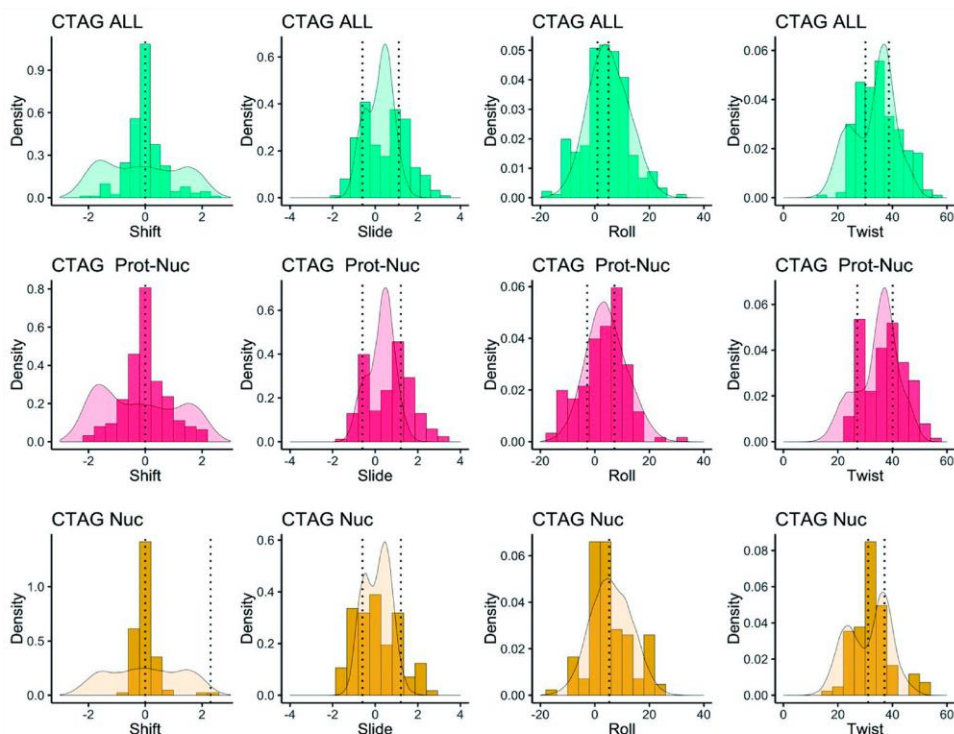 CTAG ALL CTAG ALL CTAG ALL CTAG ALL
Density
0.9
0.6
0.3
0.0
-2 0 2
Shift
Density
0.6
0.4
0.2
0.0
-4 -2 0 2 4
Slide
Density
0.05
0.04
0.03
0.02
0.01
0.00
-20 0 20 40
Roll
Density
0.06
0.04
0.02
0.00
0 20 40 60
Twist
CTAG Prot-Nuc CTAG Prot-Nuc CTAG Prot-Nuc CTAG Prot-Nuc
Density
0.8
0.6
0.4
0.2
0.0
-2 0 2
Shift
Density
0.6
0.4
0.2
0.0
-4 -2 0 2 4
Slide
Density
0.06
0.04
0.02
0.00
-20 0 20 40
Roll
Density
0.06
0.04
0.02
0.00
0 20 40 60
Twist
CTAG Nuc CTAG Nuc CTAG Nuc CTAG Nuc
Density
1.0
0.5
0.0
-2 0 2
Shift
Density
0.6
0.4
0.2
0.0
-4 -2 0 2 4
Slide
Density
0.06
0.04
0.02
0.00
-20 0 20 40
Roll
Density
0.08
0.06
0.04
0.02
0.00
0 20 40 60
Twist